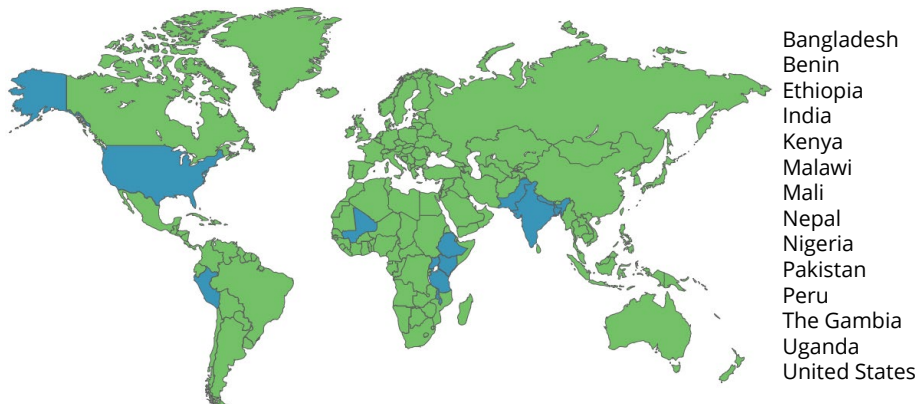 Bangladesh
Benin
Ethiopia
India
Kenya
Malawi
Mali
Nepal
Nigeria
Pakistan
Peru
The Gambia
Uganda
United States